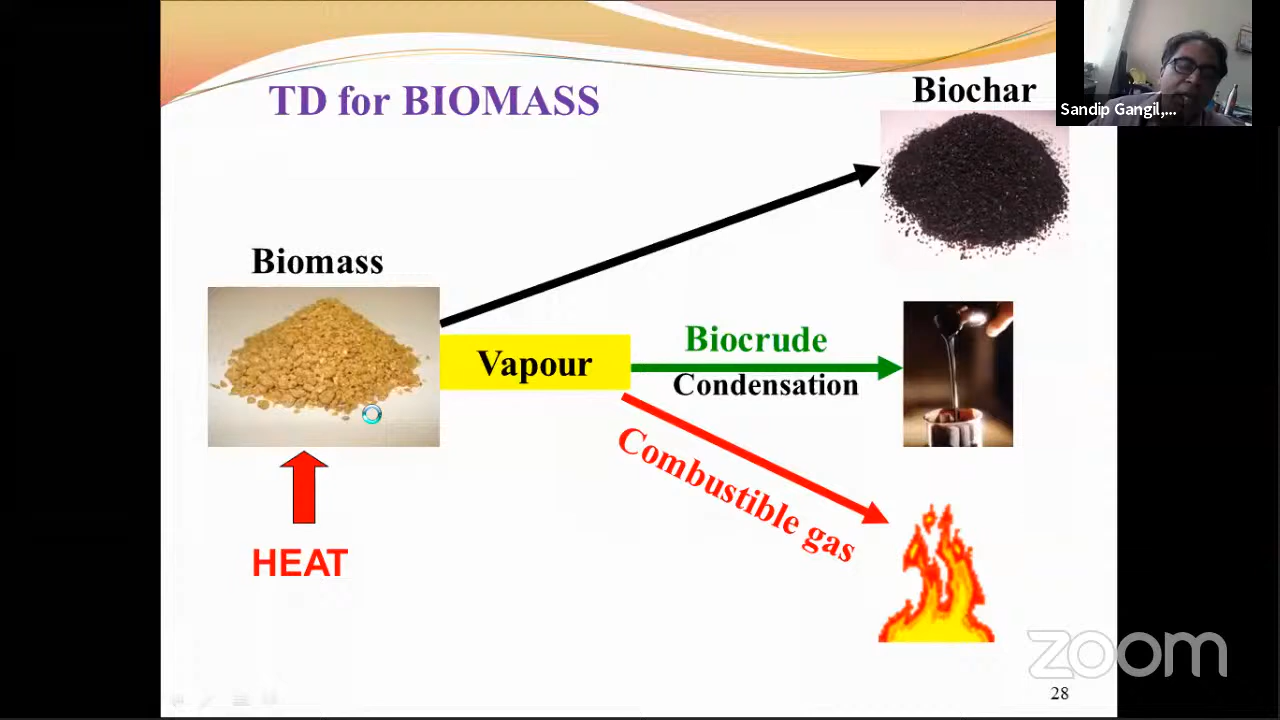 TD for BIOMASS
Biochar
Sandip Gangil,...
Biomass
Vapour
Biocrude
Condensation
Combustible gas
HEAT
zoom
28